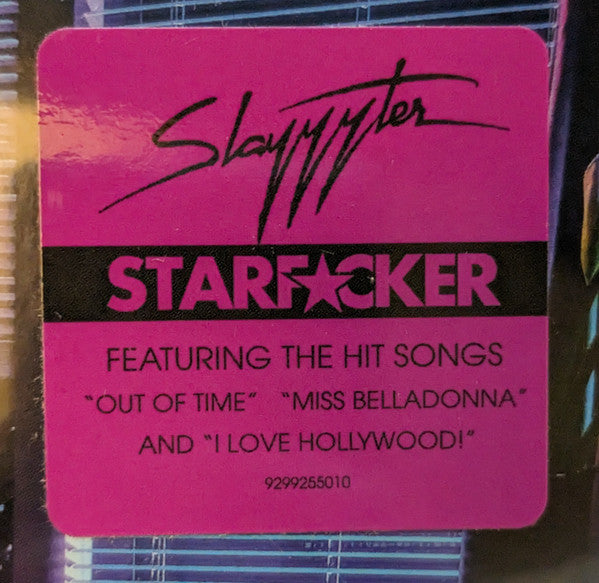 Slayyyter
STARF★CKER
FEATURING THE HIT SONGS
"OUT OF TIME" "MISS BELLADONNA"
AND "I LOVE HOLLYWOOD!"
9299255010